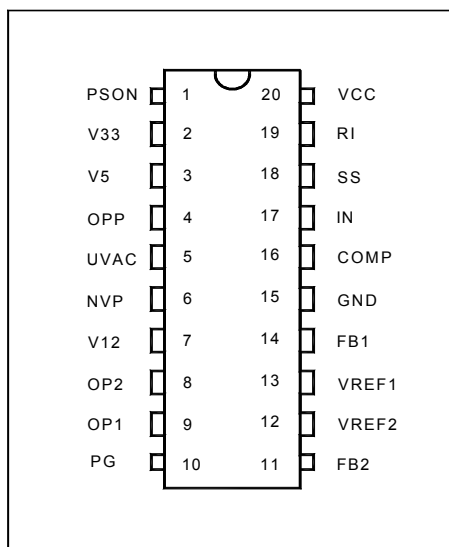 PSON 1 20 VCC
V33 2 19 RI
V5 3 18 SS
OPP 4 17 IN
UVAC 5 16 COMP
NVP 6 15 GND
V12 7 14 FB1
OP2 8 13 VREF1
OP1 9 12 VREF2
PG 10 11 FB2